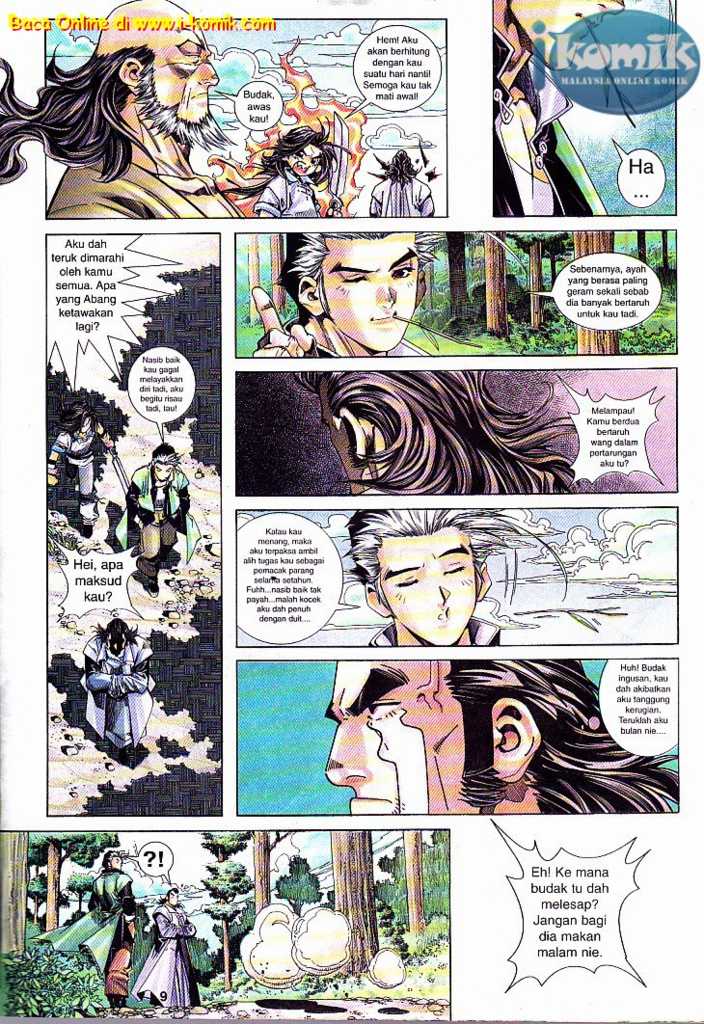 Baca Online di www.i-komik.com
ikomik
MALAYSIA ONLINE KOMIK
Hem! Aku
akan berhitung
dengan kau
suatu hari nanti!
Semoga kau tak
mati awal!
Budak,
awas
kau!
Ha
...
Aku dah
teruk dimarahi
oleh kamu
semua. Apa
yang Abang
ketawakan
lagi?
Nasib baik
kau gagal
melayakkan
diri tadi, aku
begitu risau
tadi, tau!
Hei, apa
maksud
kau?
Sebenarnya, ayah
yang berasa paling
geram sekali sebab
dia banyak bertaruh
untuk kau tadi.
Melampau!
Kamu berdua
bertaruh
wang dalam
pertarungan
aku tu?
Kalau kau
menang, maka
aku terpaksa ambil
alih tugas kau sebagai
pemacak parang
selama setahun.
Fuhh...nasib baik tak
payah...malah kocek
aku dah penuh
dengan duit....
Huh! Budak
ingusan, kau
dah akibatkan
aku tanggung
kerugian.
Teruklah aku
bulan nie....
?!
Eh! Ke mana
budak tu dah
melesap?
Jangan bagi
dia makan
malam nie.
9